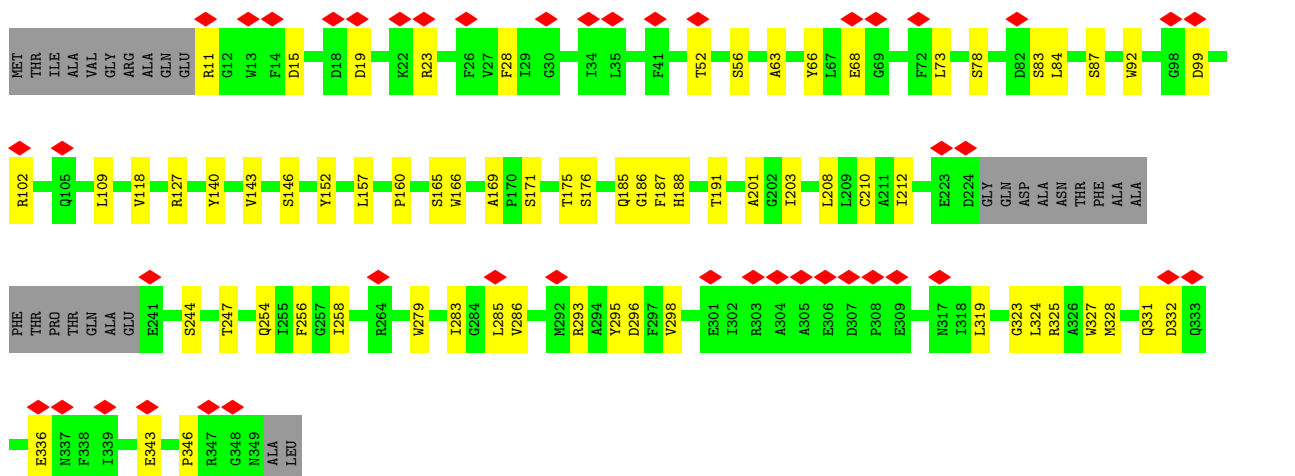 MET THR ILE ALA VAL GLY ARG ALA GLN GLU R11 G12 W13 F14 D15 D18 D19 K22 R23 F26 V27 F28 I29 G30 I34 L35 F41 T52 S56 A63 Y66 L67 E68 G69 F72 L73 S78 D82 S83 L84 S87 W92 G98 D99
R102 Q105 L109 V118 R127 Y140 V143 S146 Y152 L157 P160 S165 W166 A169 P170 S171 T175 S176 Q185 G186 F187 H188 T191 A201 G202 I203 L208 L209 C210 A211 I212 E223 D224 GLY GLN ASP ALA ASN THR PHE ALA ALA
PHE THR PRO THR GLN ALA GLU E241 S244 T247 Q254 I255 F256 G257 I258 R264 W279 I283 G284 L285 V286 M292 R293 A294 Y295 D296 F297 V298 E301 I302 R303 A304 A305 E306 D307 P308 E309 N317 I318 L319 G323 L324 R325 A326 W327 M328 Q331 D332 Q333
E336 N337 F338 I339 E343 P346 R347 G348 N349 ALA LEU